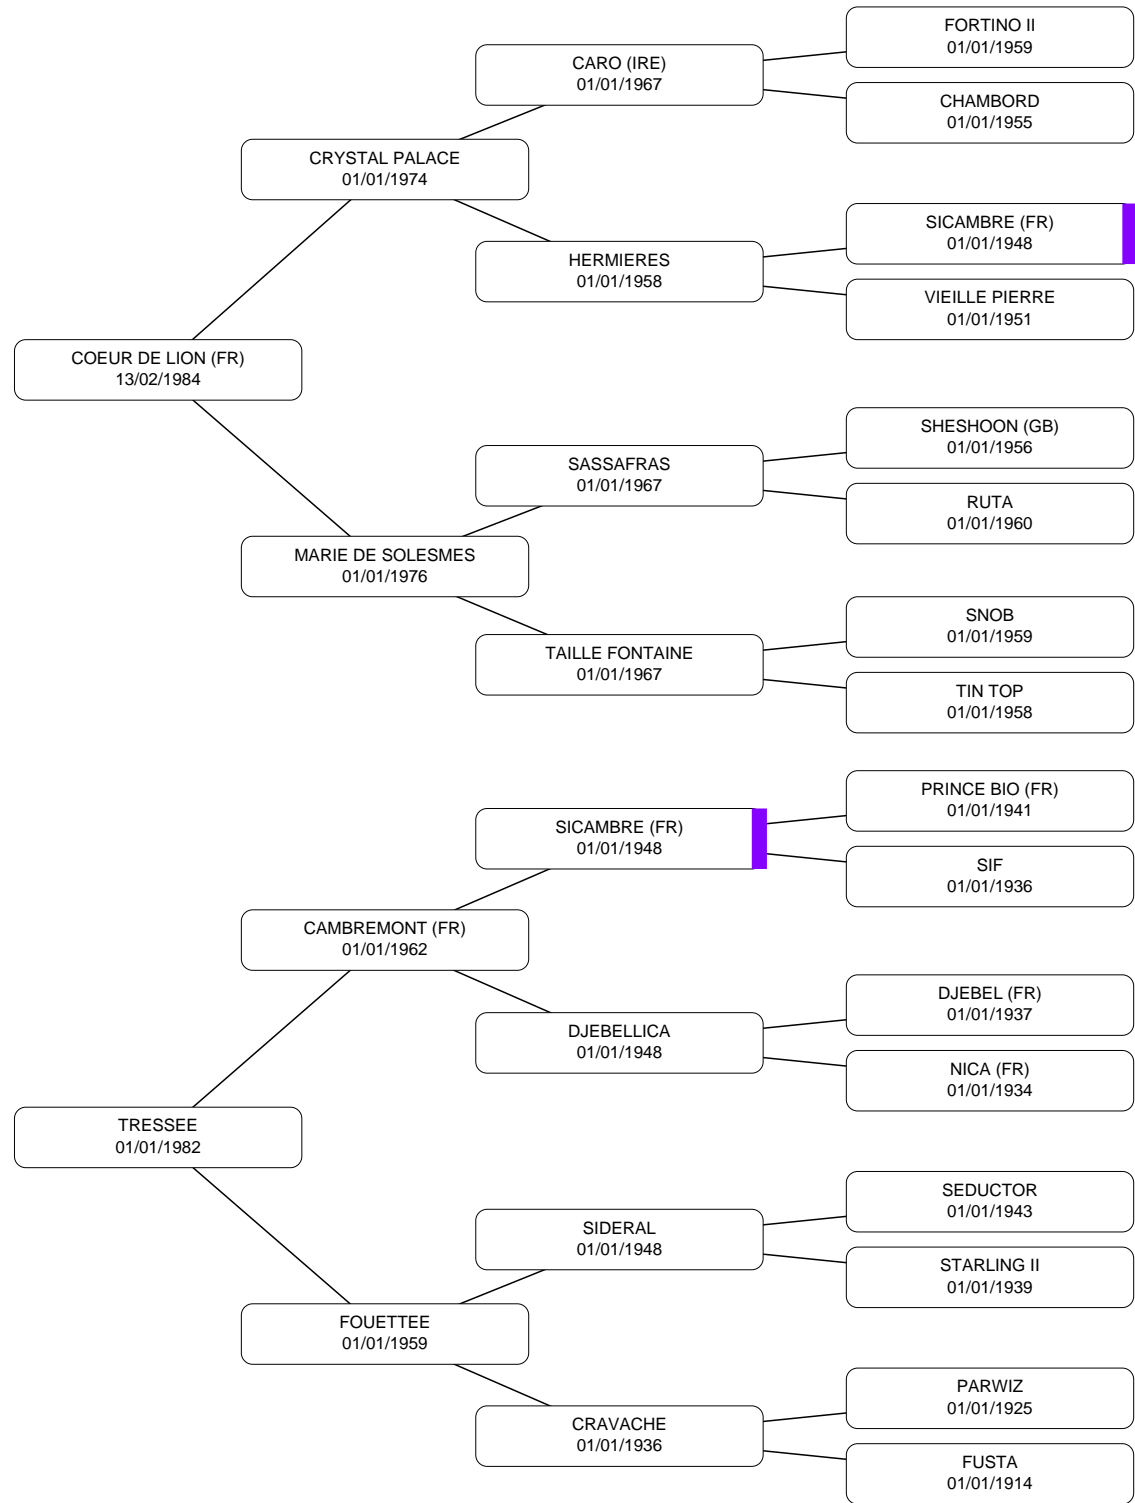 FORTINO II
01/01/1959
CARO (IRE)
01/01/1967
CHAMBORD
01/01/1955
CRYSTAL PALACE
01/01/1974
SICAMBRE (FR)
01/01/1948
HERMIERES
01/01/1958
VIEILLE PIERRE
01/01/1951
COEUR DE LION (FR)
13/02/1984
SHESHOON (GB)
01/01/1956
SASSAFRAS
01/01/1967
RUTA
01/01/1960
MARIE DE SOLESMES
01/01/1976
SNOB
01/01/1959
TAILLE FONTAINE
01/01/1967
TIN TOP
01/01/1958
PRINCE BIO (FR)
01/01/1941
SICAMBRE (FR)
01/01/1948
SIF
01/01/1936
CAMBREMONT (FR)
01/01/1962
DJEBEL (FR)
01/01/1937
DJEBELLICA
01/01/1948
NICA (FR)
01/01/1934
TRESSEE
01/01/1982
SEDUCTOR
01/01/1943
SIDERAL
01/01/1948
STARLING II
01/01/1939
FOUETTEE
01/01/1959
PARWIZ
01/01/1925
CRAVACHE
01/01/1936
FUSTA
01/01/1914